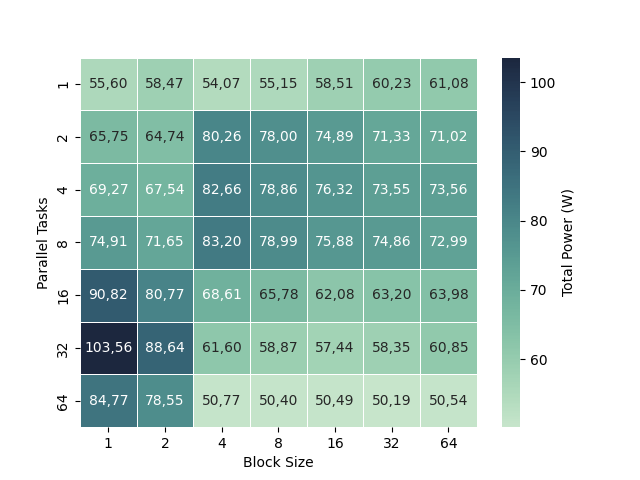 1 55,60 58,47 54,07 55,15 58,51 60,23 61,08
2 65,75 64,74 80,26 78,00 74,89 71,33 71,02
4 69,27 67,54 82,66 78,86 76,32 73,55 73,56
8 74,91 71,65 83,20 78,99 75,88 74,86 72,99
16 90,82 80,77 68,61 65,78 62,08 63,20 63,98
32 103,56 88,64 61,60 58,87 57,44 58,35 60,85
64 84,77 78,55 50,77 50,40 50,49 50,19 50,54
1 2 4 8 16 32 64
Block Size
Parallel Tasks
100
90
80
70
60
Total Power (W)